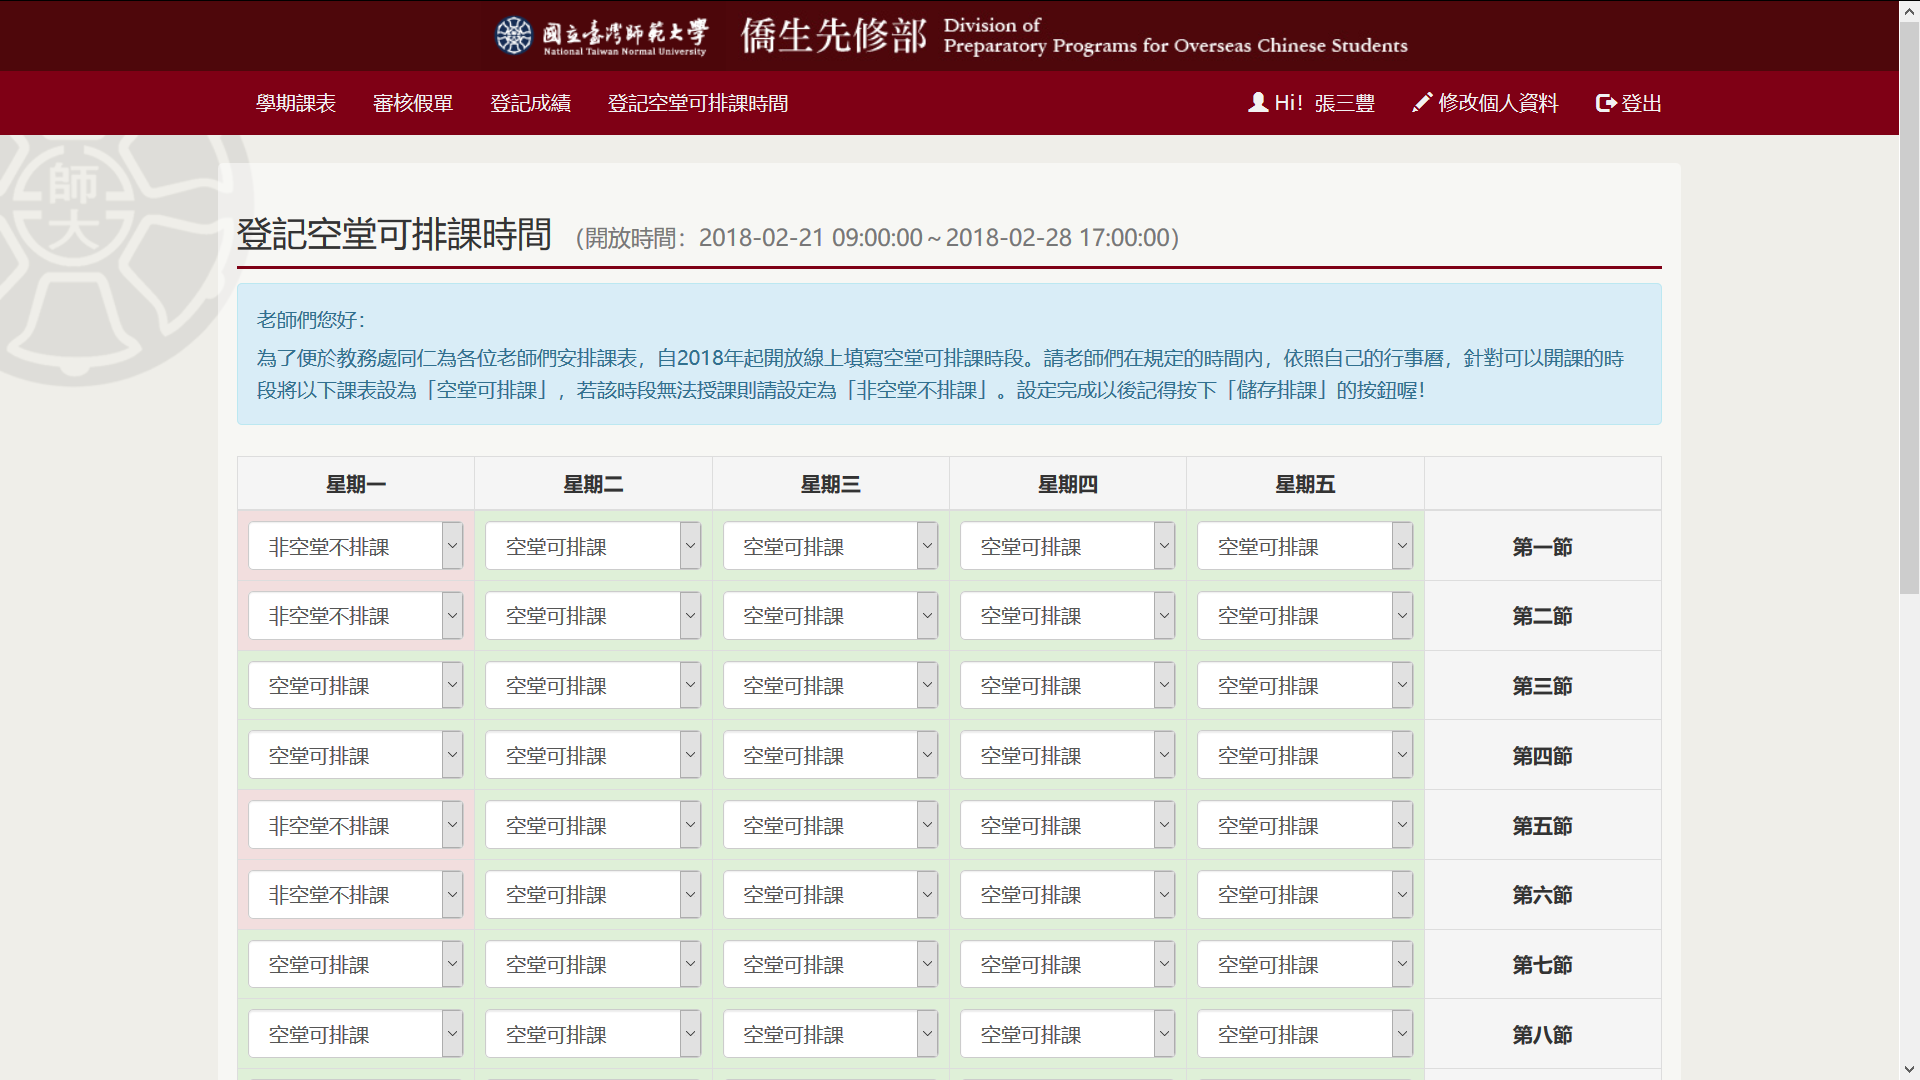 國立臺灣師範大學
National Taiwan Normal University
僑生先修部
Division of
Preparatory Programs for Overseas Chinese Students
學期課表 審核假單 登記成績 登記空堂可排課時間 Hi！張三豐 修改個人資料 登出
師大
登記空堂可排課時間 （開放時間：2018-02-21 09:00:00～2018-02-28 17:00:00）
老師們您好：
為了便於教務處同仁為各位老師們安排課表，自2018年起開放線上填寫空堂可排課時段。請老師們在規定的時間內，依照自己的行事曆，針對可以開課的時
段將以下課表設為「空堂可排課」，若該時段無法授課則請設定為「非空堂不排課」。設定完成以後記得按下「儲存排課」的按鈕喔！
星期一 星期二 星期三 星期四 星期五
非空堂不排課 空堂可排課 空堂可排課 空堂可排課 空堂可排課 第一節
非空堂不排課 空堂可排課 空堂可排課 空堂可排課 空堂可排課 第二節
空堂可排課 空堂可排課 空堂可排課 空堂可排課 空堂可排課 第三節
空堂可排課 空堂可排課 空堂可排課 空堂可排課 空堂可排課 第四節
非空堂不排課 空堂可排課 空堂可排課 空堂可排課 空堂可排課 第五節
非空堂不排課 空堂可排課 空堂可排課 空堂可排課 空堂可排課 第六節
空堂可排課 空堂可排課 空堂可排課 空堂可排課 空堂可排課 第七節
空堂可排課 空堂可排課 空堂可排課 空堂可排課 空堂可排課 第八節